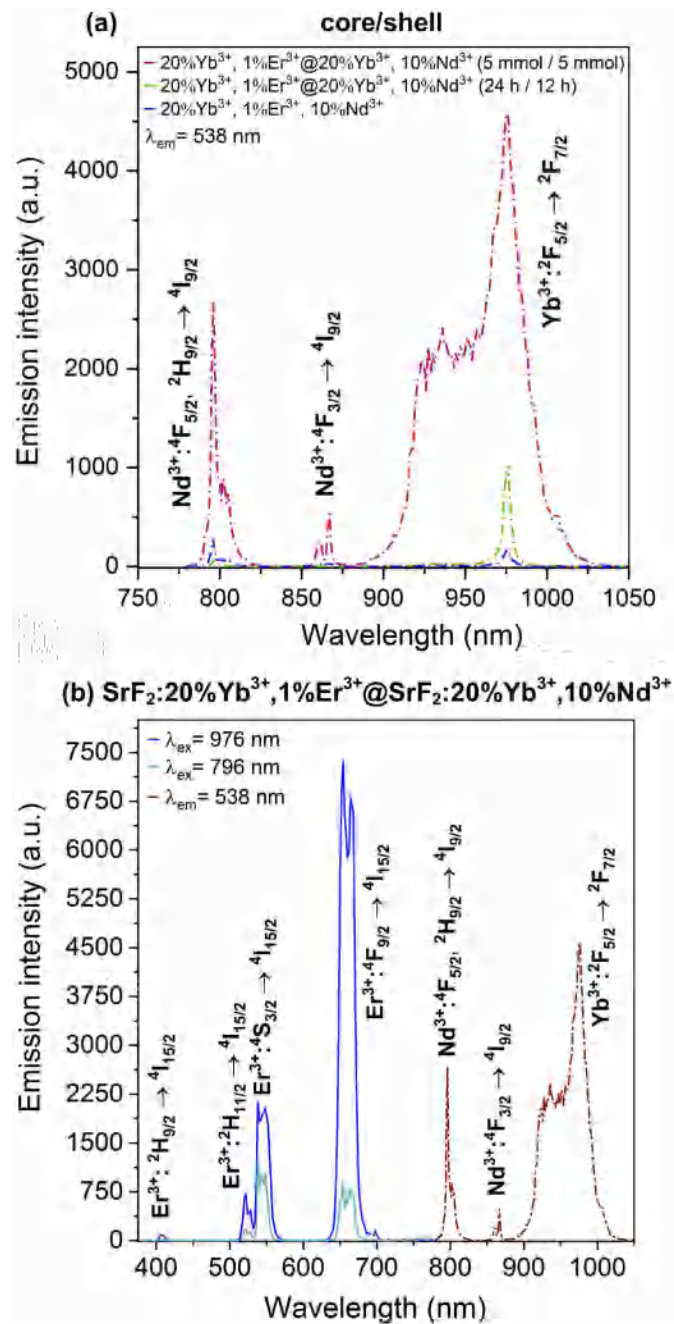 (a) core/shell
20%Yb³⁺, 1%Er³⁺@20%Yb³⁺, 10%Nd³⁺ (5 mmol / 5 mmol)
20%Yb³⁺, 1%Er³⁺@20%Yb³⁺, 10%Nd³⁺ (24 h / 12 h)
20%Yb³⁺, 1%Er³⁺, 10%Nd³⁺
λem= 538 nm
Emission intensity (a.u.)
5000
4000
3000
2000
1000
0
Nd³⁺:⁴F5/2, ²H9/2 → ⁴I9/2
Nd³⁺:⁴F3/2 → ⁴I9/2
Yb³⁺:²F5/2 → ²F7/2
750 800 850 900 950 1000 1050
Wavelength (nm)
(b) SrF₂:20%Yb³⁺,1%Er³⁺@SrF₂:20%Yb³⁺,10%Nd³⁺
λex= 976 nm
λex= 796 nm
λem= 538 nm
Emission intensity (a.u.)
7500
6750
6000
5250
4500
3750
3000
2250
1500
750
0
Er³⁺: ²H9/2 → ⁴I15/2
Er³⁺:²H11/2 → ⁴I15/2
Er³⁺:⁴S3/2 → ⁴I15/2
Er³⁺:⁴F9/2 → ⁴I15/2
Nd³⁺:⁴F5/2, ²H9/2 → ⁴I9/2
Nd³⁺:⁴F3/2 → ⁴I9/2
Yb³⁺:²F5/2 → ²F7/2
400 450 500 550 600 650 700 750 800 850 900 950 1000
Wavelength (nm)